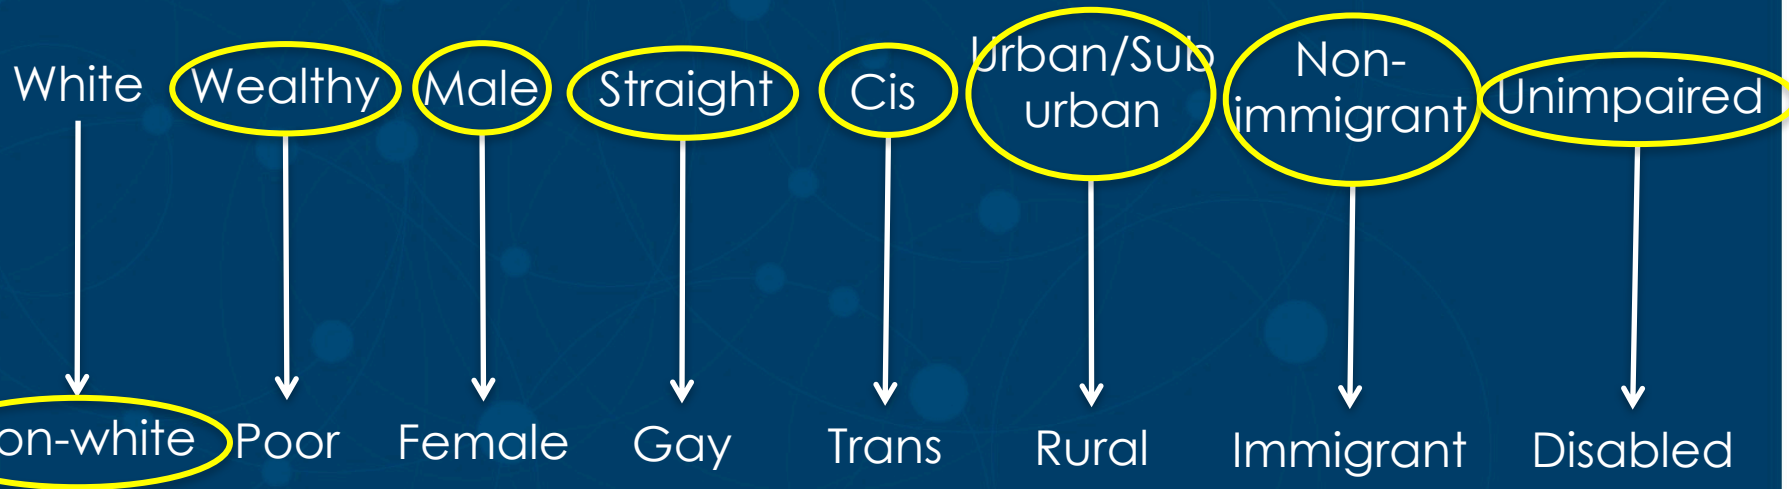 White Wealthy Male Straight Cis Urban/Sub Non-
urban immigrant Unimpaired
on-white Poor Female Gay Trans Rural Immigrant Disabled